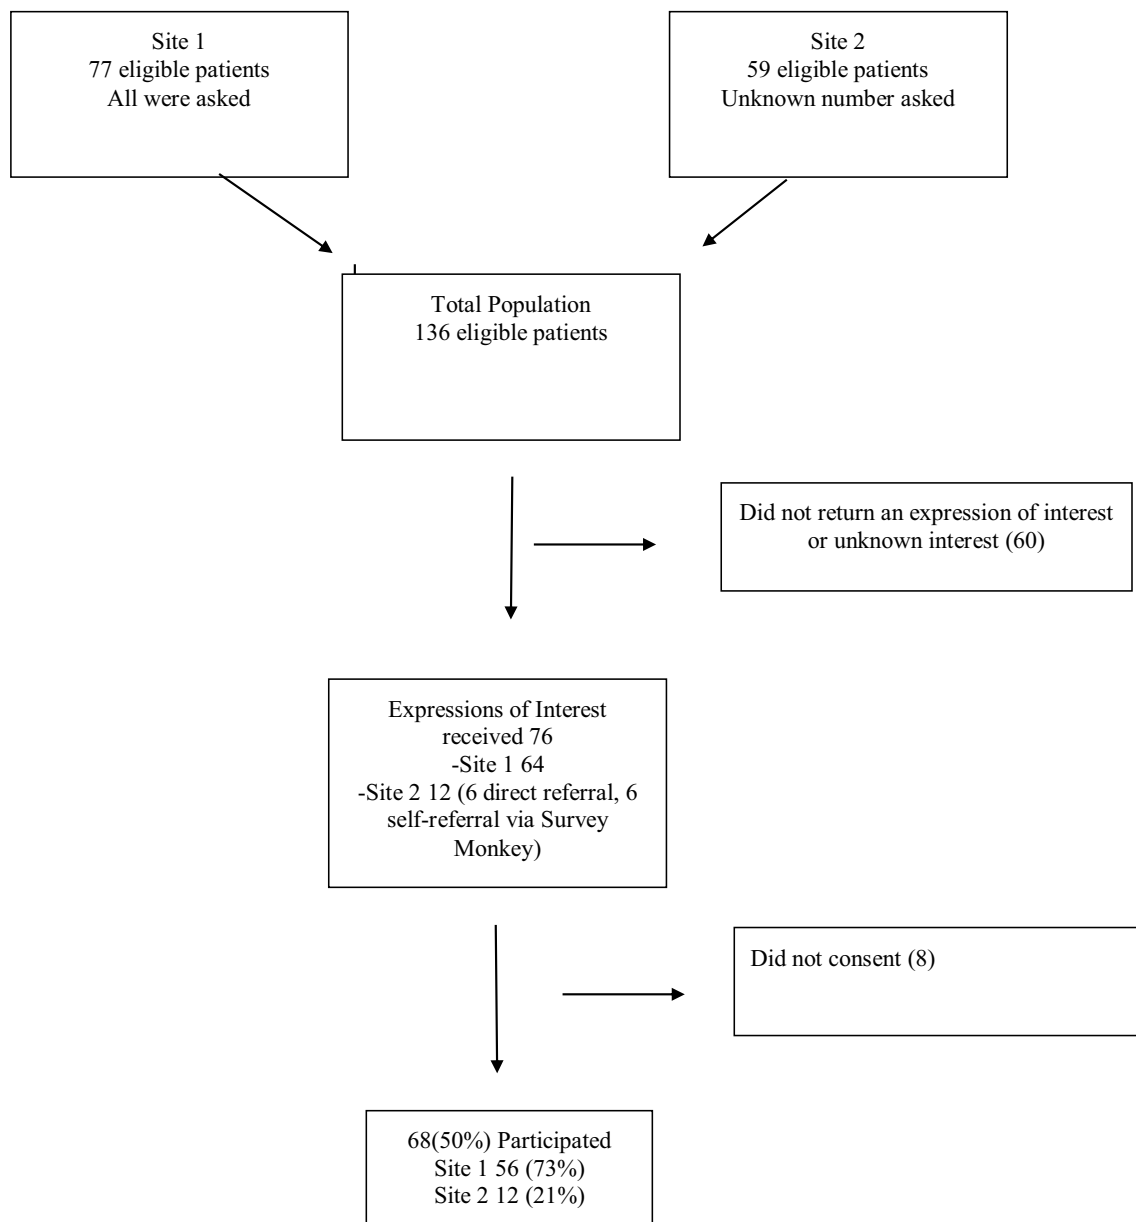 Site 1
77 eligible patients
All were asked
Site 2
59 eligible patients
Unknown number asked
Total Population
136 eligible patients
Did not return an expression of interest
or unknown interest (60)
Expressions of Interest
received 76
-Site 1 64
-Site 2 12 (6 direct referral, 6
self-referral via Survey
Monkey)
Did not consent (8)
68(50%) Participated
Site 1 56 (73%)
Site 2 12 (21%)